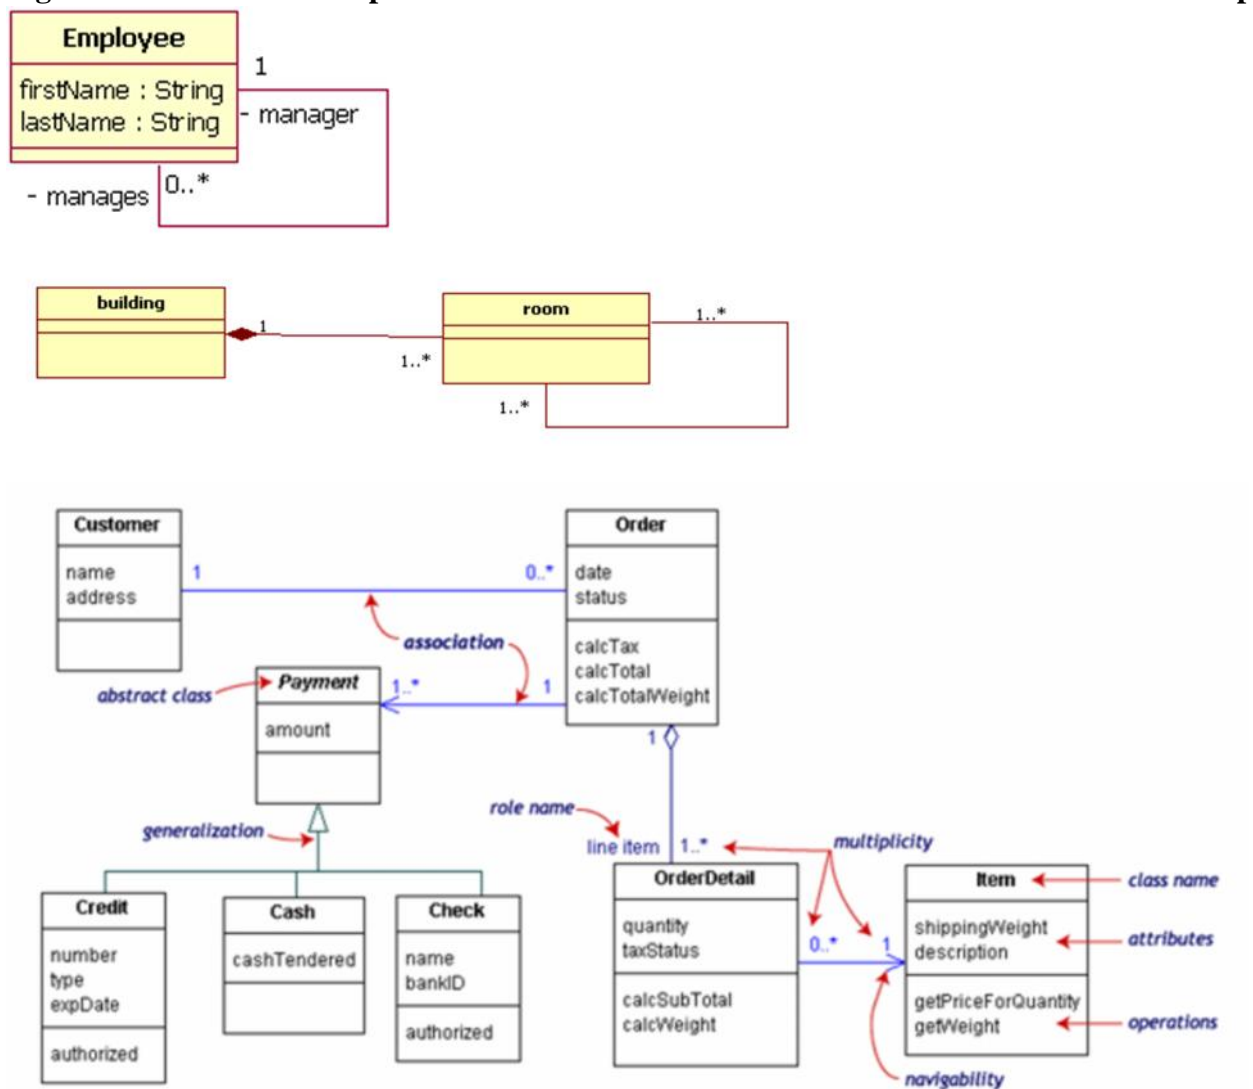 Employee
firstName : String
lastName : String
1
- manager
- manages
0..*
building
1
1..*
room
1..*
1..*
Customer
name
address
1
0..*
Order
date
status
calcTax
calcTotal
calcTotalWeight
association
abstract class
Payment
amount
1..*
1
1
generalization
role name
line item
1..*
multiplicity
Credit
number
type
expDate
authorized
Cash
cashTendered
Check
name
bankID
authorized
OrderDetail
quantity
taxStatus
calcSubTotal
calcWeight
0..*
1
Item
shippingWeight
description
getPriceForQuantity
getWeight
class name
attributes
operations
navigability